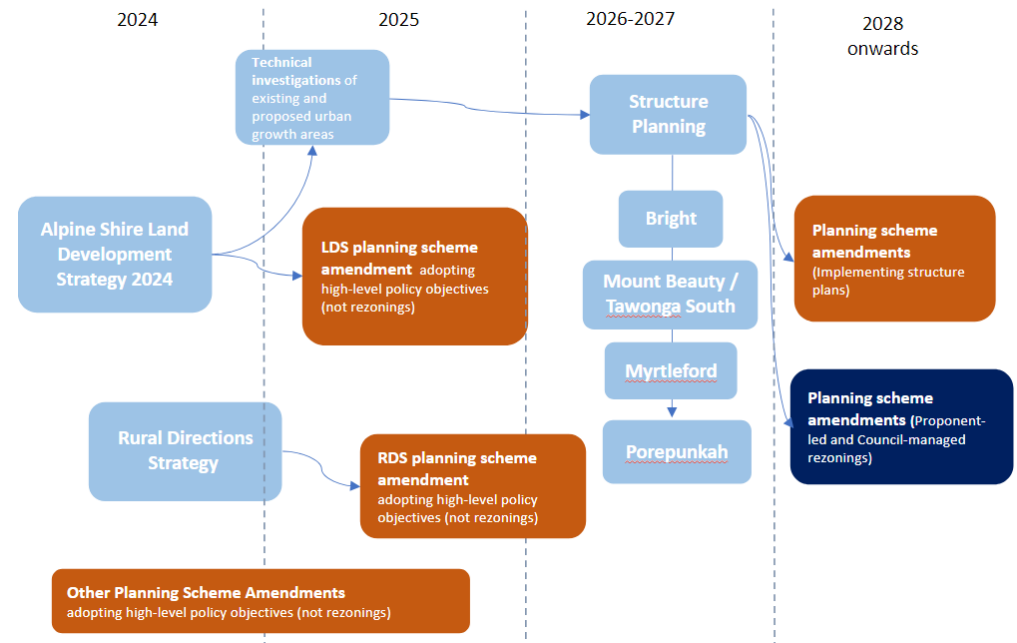 2024
2025
2026-2027
2028
onwards
Technical
investigations of
existing and
proposed urban
growth areas
Structure
Planning
Alpine Shire Land
Development
Strategy 2024
LDS planning scheme
amendment adopting
high-level policy objectives
(not rezonings)
Bright
Mount Beauty /
Tawonga South
Myrtleford
Porepunkah
Planning scheme
amendments
(Implementing structure
plans)
Planning scheme
amendments (Proponent-
led and Council-managed
rezonings)
Rural Directions
Strategy
RDS planning scheme
amendment
adopting high-level policy
objectives (not rezonings)
Other Planning Scheme Amendments
adopting high-level policy objectives (not rezonings)